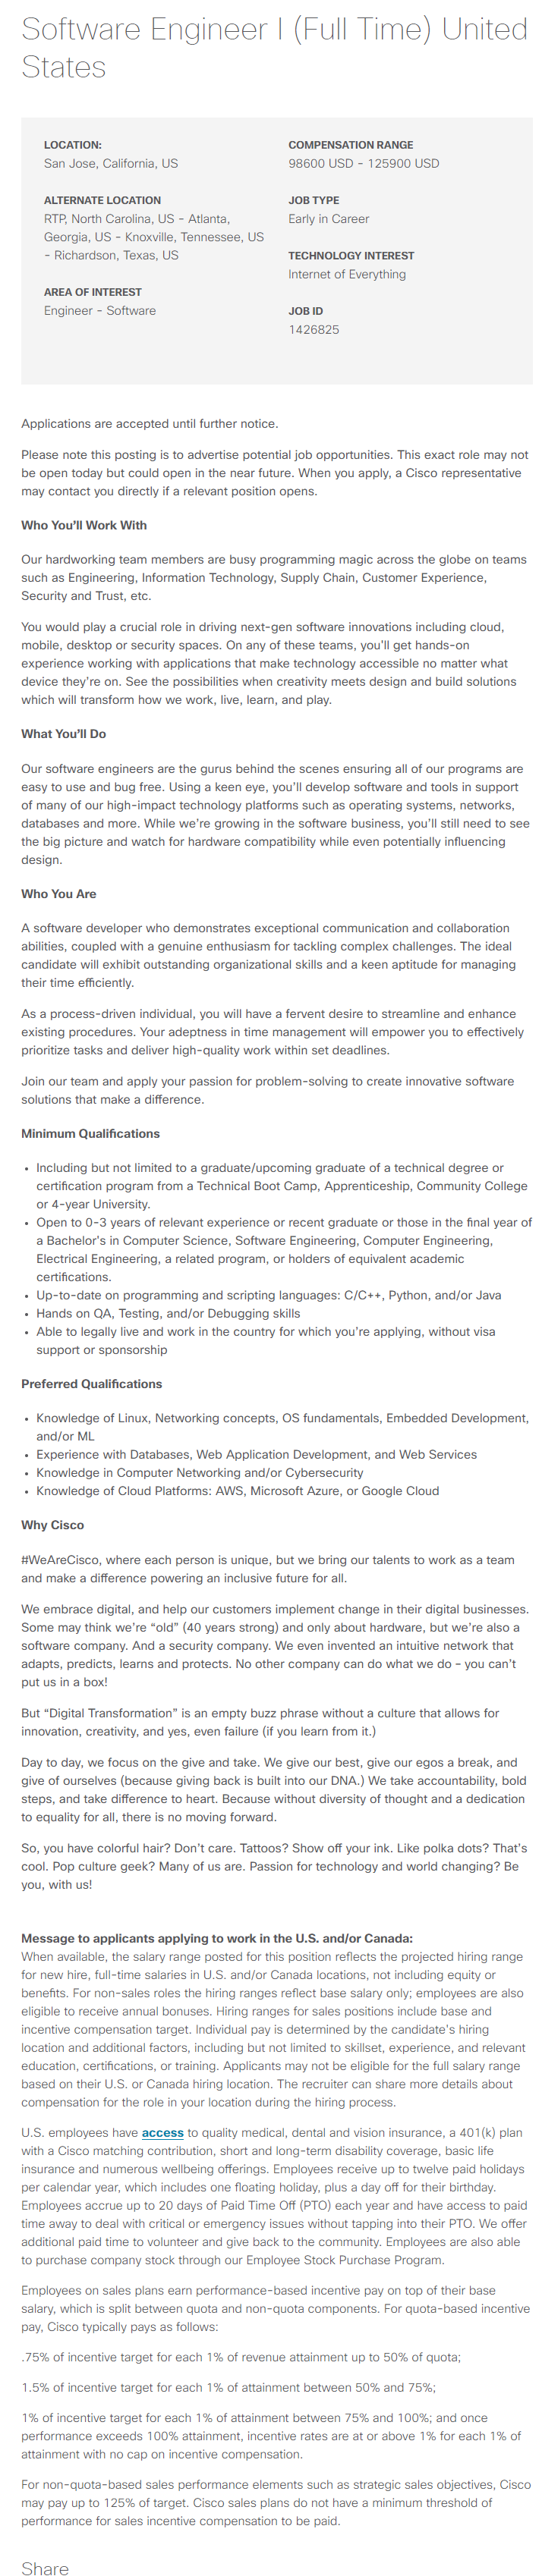 Software Engineer I (Full Time) United
States
LOCATION:
San Jose, California, US
ALTERNATE LOCATION
RTP, North Carolina, US - Atlanta,
Georgia, US - Knoxville, Tennessee, US
- Richardson, Texas, US
AREA OF INTEREST
Engineer - Software
COMPENSATION RANGE
98600 USD - 125900 USD
JOB TYPE
Early in Career
TECHNOLOGY INTEREST
Internet of Everything
JOB ID
1426825
Applications are accepted until further notice.
Please note this posting is to advertise potential job opportunities. This exact role may not
be open today but could open in the near future. When you apply, a Cisco representative
may contact you directly if a relevant position opens.
Who You’ll Work With
Our hardworking team members are busy programming magic across the globe on teams
such as Engineering, Information Technology, Supply Chain, Customer Experience,
Security and Trust, etc.
You would play a crucial role in driving next-gen software innovations including cloud,
mobile, desktop or security spaces. On any of these teams, you’ll get hands-on
experience working with applications that make technology accessible no matter what
device they’re on. See the possibilities when creativity meets design and build solutions
which will transform how we work, live, learn, and play.
What You’ll Do
Our software engineers are the gurus behind the scenes ensuring all of our programs are
easy to use and bug free. Using a keen eye, you’ll develop software and tools in support
of many of our high-impact technology platforms such as operating systems, networks,
databases and more. While we’re growing in the software business, you’ll still need to see
the big picture and watch for hardware compatibility while even potentially influencing
design.
Who You Are
A software developer who demonstrates exceptional communication and collaboration
abilities, coupled with a genuine enthusiasm for tackling complex challenges. The ideal
candidate will exhibit outstanding organizational skills and a keen aptitude for managing
their time efficiently.
As a process-driven individual, you will have a fervent desire to streamline and enhance
existing procedures. Your adeptness in time management will empower you to effectively
prioritize tasks and deliver high-quality work within set deadlines.
Join our team and apply your passion for problem-solving to create innovative software
solutions that make a difference.
Minimum Qualifications
• Including but not limited to a graduate/upcoming graduate of a technical degree or
certification program from a Technical Boot Camp, Apprenticeship, Community College
or 4-year University.
• Open to 0-3 years of relevant experience or recent graduate or those in the final year of
a Bachelor’s in Computer Science, Software Engineering, Computer Engineering,
Electrical Engineering, a related program, or holders of equivalent academic
certifications.
• Up-to-date on programming and scripting languages: C/C++, Python, and/or Java
• Hands on QA, Testing, and/or Debugging skills
• Able to legally live and work in the country for which you’re applying, without visa
support or sponsorship
Preferred Qualifications
• Knowledge of Linux, Networking concepts, OS fundamentals, Embedded Development,
and/or ML
• Experience with Databases, Web Application Development, and Web Services
• Knowledge in Computer Networking and/or Cybersecurity
• Knowledge of Cloud Platforms: AWS, Microsoft Azure, or Google Cloud
Why Cisco
#WeAreCisco, where each person is unique, but we bring our talents to work as a team
and make a difference powering an inclusive future for all.
We embrace digital, and help our customers implement change in their digital businesses.
Some may think we’re “old” (40 years strong) and only about hardware, but we’re also a
software company. And a security company. We even invented an intuitive network that
adapts, predicts, learns and protects. No other company can do what we do – you can’t
put us in a box!
But “Digital Transformation” is an empty buzz phrase without a culture that allows for
innovation, creativity, and yes, even failure (if you learn from it.)
Day to day, we focus on the give and take. We give our best, give our egos a break, and
give of ourselves (because giving back is built into our DNA.) We take accountability, bold
steps, and take difference to heart. Because without diversity of thought and a dedication
to equality for all, there is no moving forward.
So, you have colorful hair? Don’t care. Tattoos? Show off your ink. Like polka dots? That’s
cool. Pop culture geek? Many of us are. Passion for technology and world changing? Be
you, with us!
Message to applicants applying to work in the U.S. and/or Canada:
When available, the salary range posted for this position reflects the projected hiring range
for new hire, full-time salaries in U.S. and/or Canada locations, not including equity or
benefits. For non-sales roles the hiring ranges reflect base salary only; employees are also
eligible to receive annual bonuses. Hiring ranges for sales positions include base and
incentive compensation target. Individual pay is determined by the candidate's hiring
location and additional factors, including but not limited to skillset, experience, and relevant
education, certifications, or training. Applicants may not be eligible for the full salary range
based on their U.S. or Canada hiring location. The recruiter can share more details about
compensation for the role in your location during the hiring process.
U.S. employees have access to quality medical, dental and vision insurance, a 401(k) plan
with a Cisco matching contribution, short and long-term disability coverage, basic life
insurance and numerous wellbeing offerings. Employees receive up to twelve paid holidays
per calendar year, which includes one floating holiday, plus a day off for their birthday.
Employees accrue up to 20 days of Paid Time Off (PTO) each year and have access to paid
time away to deal with critical or emergency issues without tapping into their PTO. We offer
additional paid time to volunteer and give back to the community. Employees are also able
to purchase company stock through our Employee Stock Purchase Program.
Employees on sales plans earn performance-based incentive pay on top of their base
salary, which is split between quota and non-quota components. For quota-based incentive
pay, Cisco typically pays as follows:
.75% of incentive target for each 1% of revenue attainment up to 50% of quota;
1.5% of incentive target for each 1% of attainment between 50% and 75%;
1% of incentive target for each 1% of attainment between 75% and 100%; and once
performance exceeds 100% attainment, incentive rates are at or above 1% for each 1% of
attainment with no cap on incentive compensation.
For non-quota-based sales performance elements such as strategic sales objectives, Cisco
may pay up to 125% of target. Cisco sales plans do not have a minimum threshold of
performance for sales incentive compensation to be paid.
Share